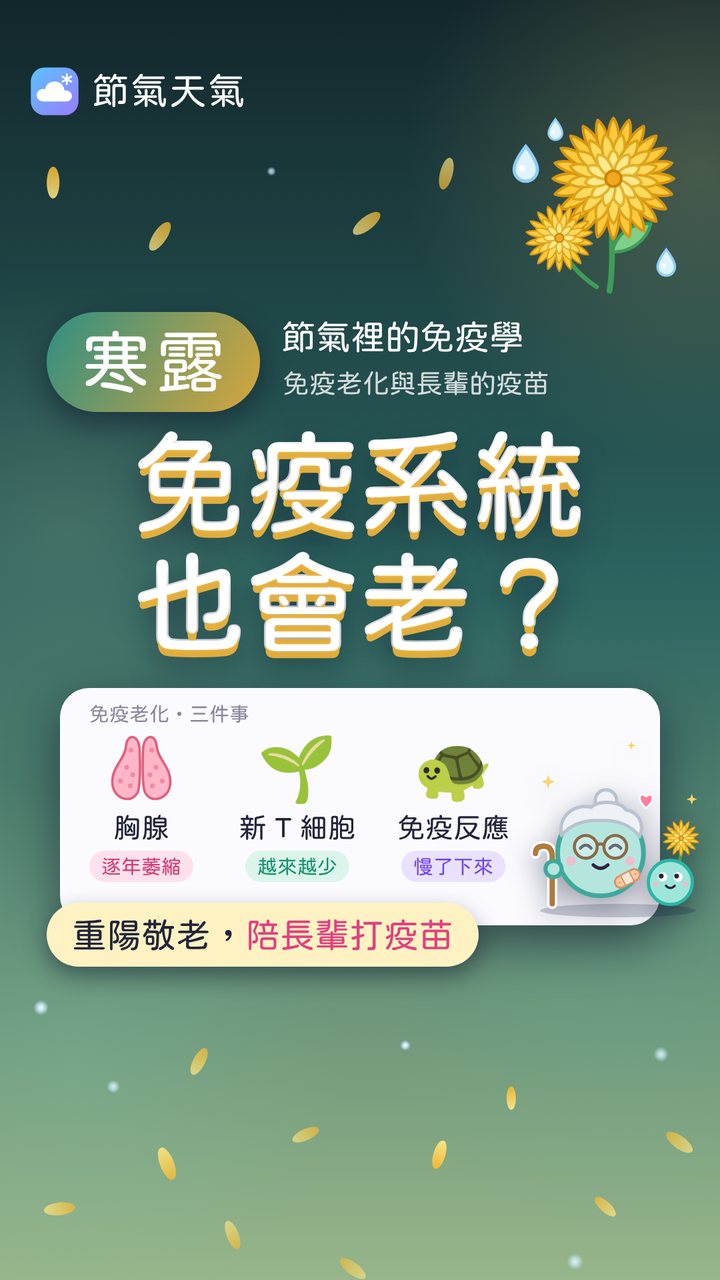 節氣天氣
寒露
節氣裡的免疫學
免疫老化與長輩的疫苗
免疫系統
也會老？
免疫老化・三件事
胸腺
逐年萎縮
新 T 細胞
越來越少
免疫反應
慢了下來
重陽敬老，陪長輩打疫苗